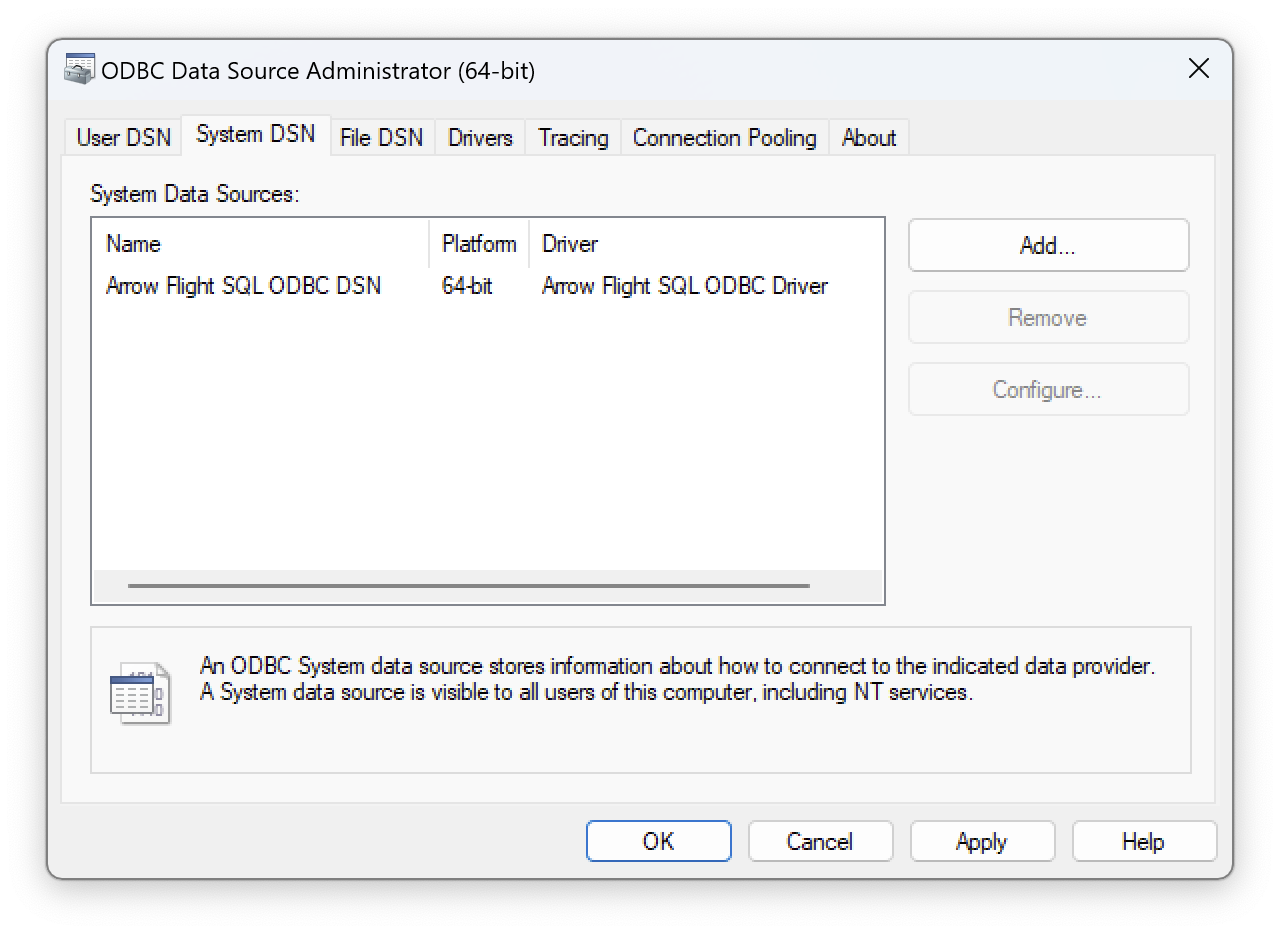 ODBC Data Source Administrator (64-bit)
User DSN System DSN File DSN Drivers Tracing Connection Pooling About
System Data Sources:
Name Platform Driver
Arrow Flight SQL ODBC DSN 64-bit Arrow Flight SQL ODBC Driver
Add...
Remove
Configure...
An ODBC System data source stores information about how to connect to the indicated data provider.
A System data source is visible to all users of this computer, including NT services.
OK Cancel Apply Help